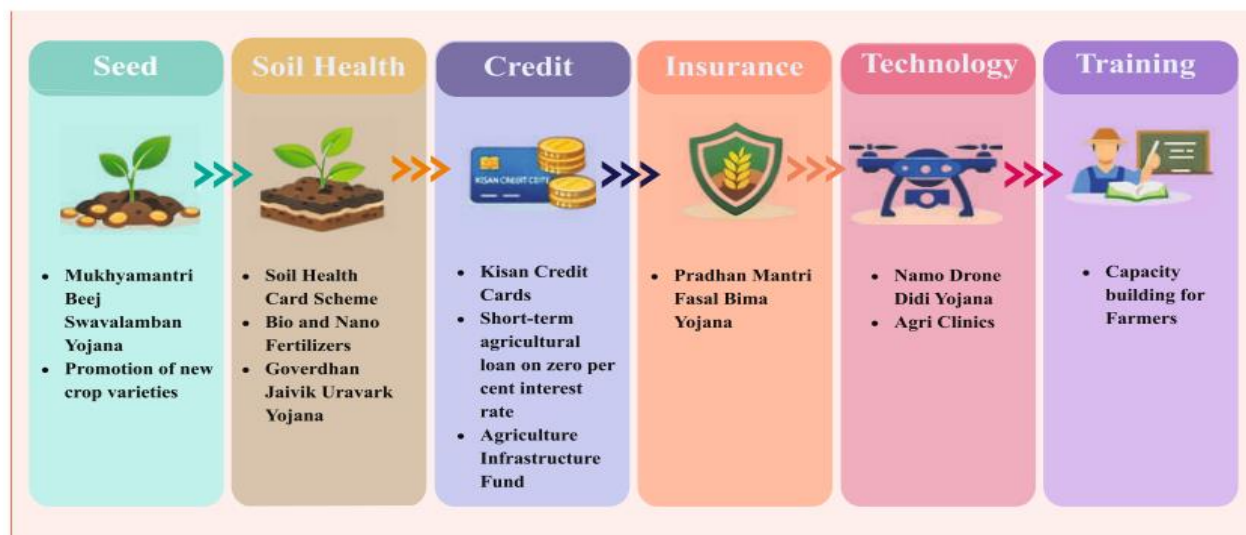 Seed
Mukhyamantri
Beej
Swavalamban
Yojana
Promotion of new
crop varieties
Soil Health
Soil Health
Card Scheme
Bio and Nano
Fertilizers
Goverdhan
Jaivik Uravark
Yojana
Credit
KISAN CREDIT
Kisan Credit
Cards
Short-term
agricultural
loan on zero per
cent interest
rate
Agriculture
Infrastructure
Fund
Insurance
Pradhan Mantri
Fasal Bima
Yojana
Technology
Namo Drone
Didi Yojana
Agri Clinics
Training
Capacity
building for
Farmers